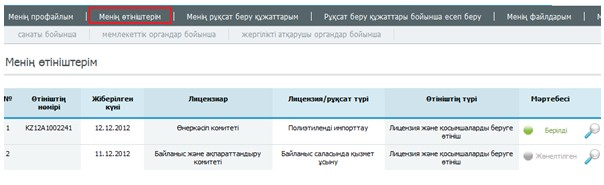 Менің профайлым | Менің өтініштерім | Менің рұқсат беру құжаттарым | Рұқсат беру құжаттары бойынша есеп беру | Менің файлдарым | М
санаты бойынша | мемлекеттік органдар бойынша | жергілікті атқарушы органдар бойынша
Менің өтініштерім
№ Өтініштің нөмірі Жіберілген күні Лицензиар Лицензия/рұқсат түрі Өтініштің түрі Мәртебесі
1 KZ12A1002241 12.12.2012 Өнеркәсіп комитеті Полиэтиленді импорттау Лицензия және қосымшаларды беруге өтініш Берілді
2 11.12.2012 Байланыс және ақпараттандыру комитеті Байланыс саласында қызмет ұсыну Лицензия және қосымшаларды беруге өтініш Жөнелтілген